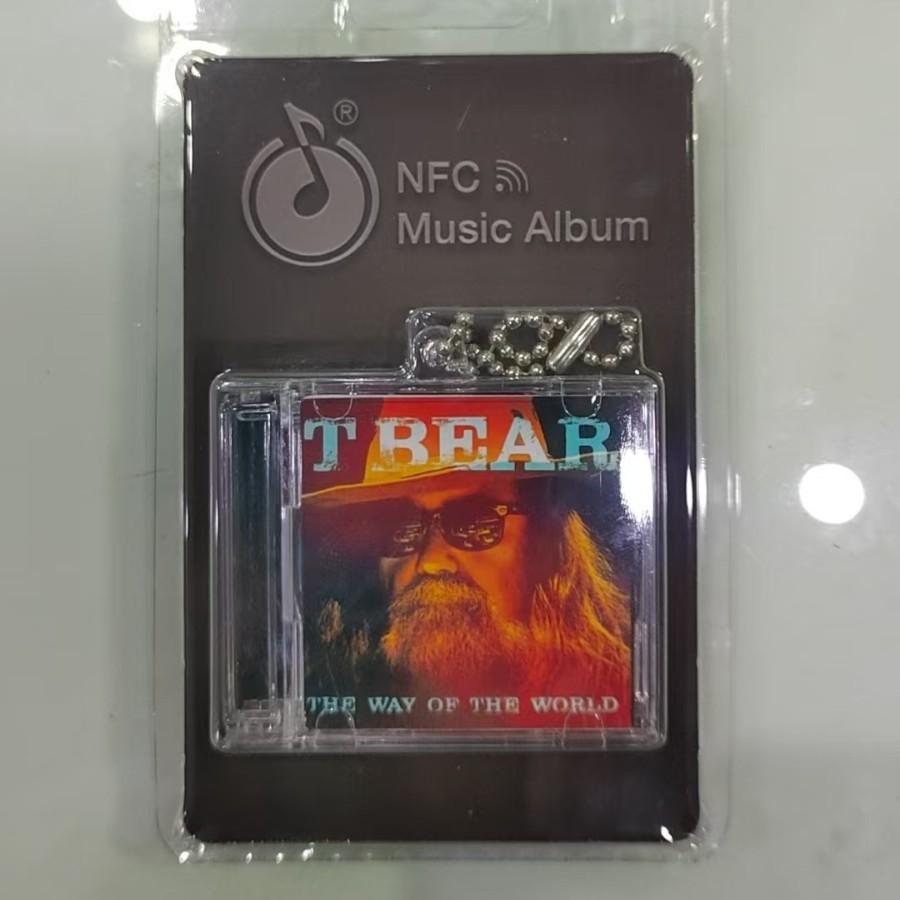 ®
NFC
Music Album
T BEAR
THE WAY OF THE WORLD